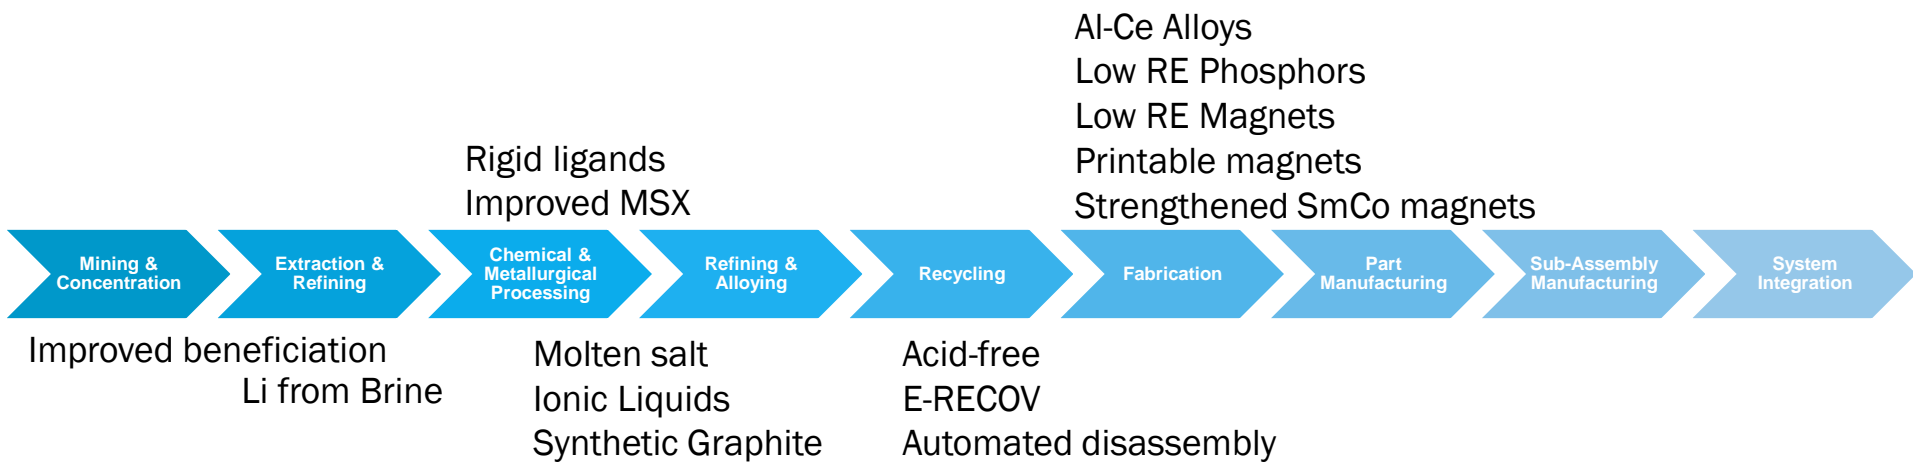 Al-Ce Alloys
Low RE Phosphors
Low RE Magnets
Printable magnets
Strengthened SmCo magnets
Rigid ligands
Improved MSX
Mining &
Concentration
Extraction &
Refining
Chemical &
Metallurgical
Processing
Refining &
Alloying
Recycling
Fabrication
Part
Manufacturing
Sub-Assembly
Manufacturing
System
Integration
Improved beneficiation
Li from Brine
Molten salt
Ionic Liquids
Synthetic Graphite
Acid-free
E-RECOV
Automated disassembly